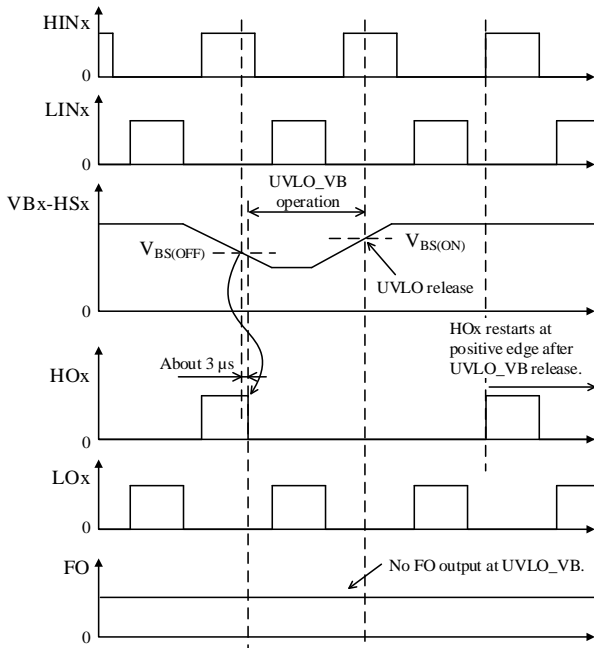 HINx
0
LINx
0
UVLO_VB
operation
VBx-HSx
VBS(OFF)
VBS(ON)
UVLO release
0
HOx restarts at
positive edge after
UVLO_VB release.
About 3 µs
HOx
0
LOx
0
FO
No FO output at UVLO_VB.
0